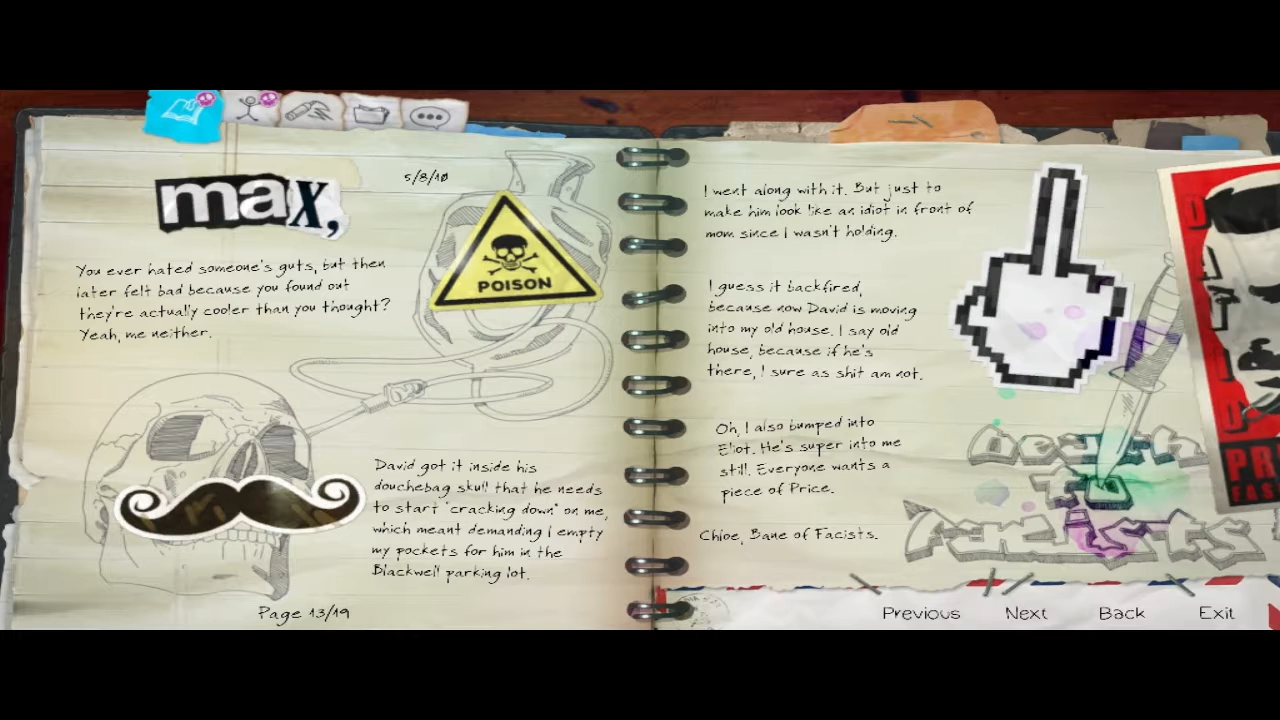 max,
5/8/10
POISON
You ever hated someone's guts, but then
later felt bad because you found out
they're actually cooler than you thought?
Yeah, me neither.
David got it inside his
douchebag skull that he needs
to start "cracking down" on me,
which meant demanding I empty
my pockets for him in the
Blackwell parking lot.
Page 13/19
I went along with it. But just to
make him look like an idiot in front of
mom since I wasn't holding.
I guess it backfired,
because now David is moving
into my old house. I say old
house, because if he's
there, I sure as shit am not.
Oh, I also bumped into
Eliot. He's super into me
still. Everyone wants a
piece of Price.
Chloe, Bane of Facists.
death
Previous Next Back Exit